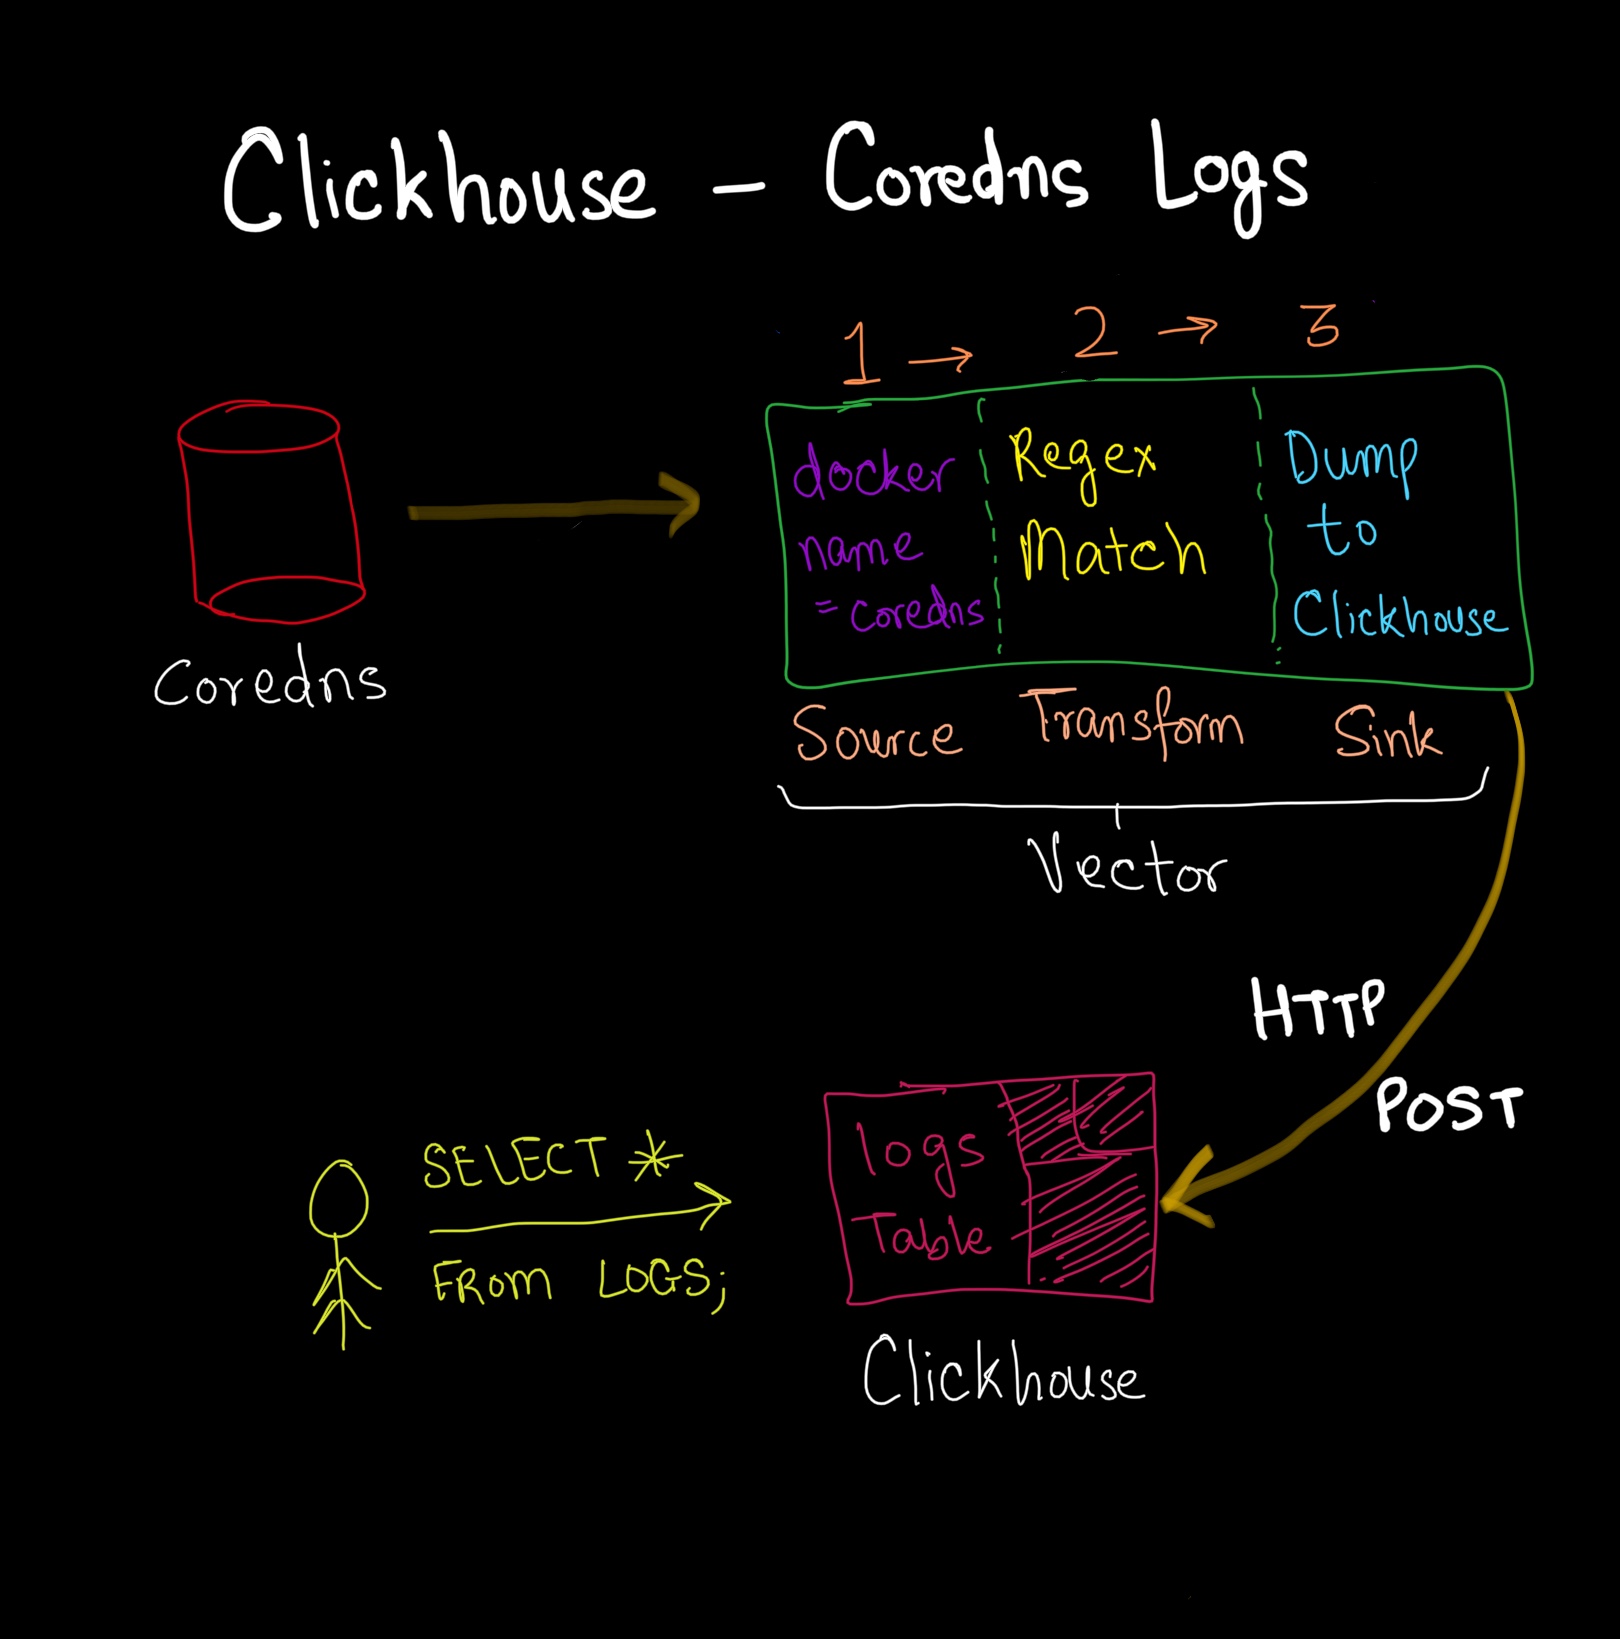 Clickhouse - Coredns Logs
1 → 2 → 3
docker
name
= coredns
Regex
Match
Dump
to
Clickhouse
Coredns
Source
Transform
Sink
Vector
HTTP
POST
SELECT *
FROM LOGS;
logs
Table
Clickhouse